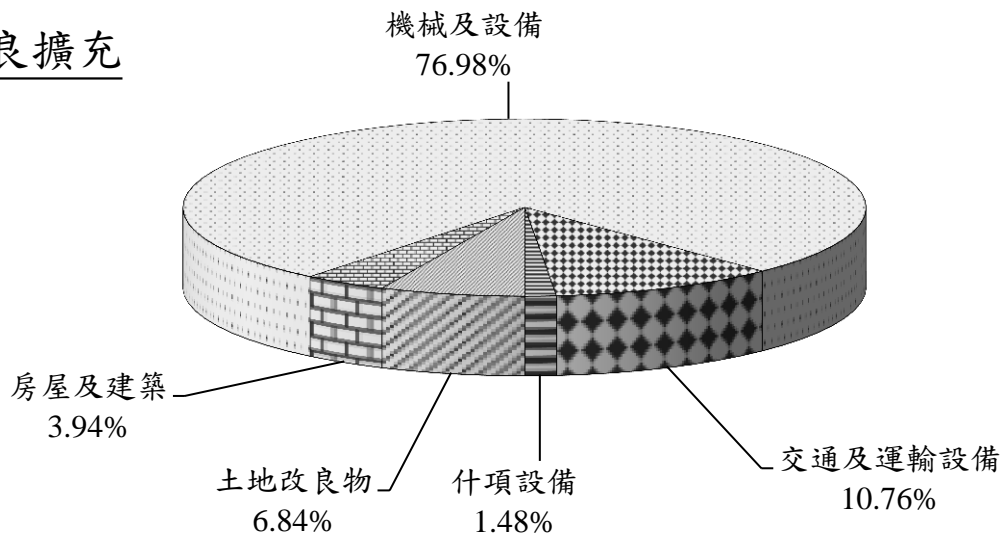 良擴充
機械及設備
76.98%
房屋及建築
3.94%
土地改良物
6.84%
什項設備
1.48%
交通及運輸設備
10.76%